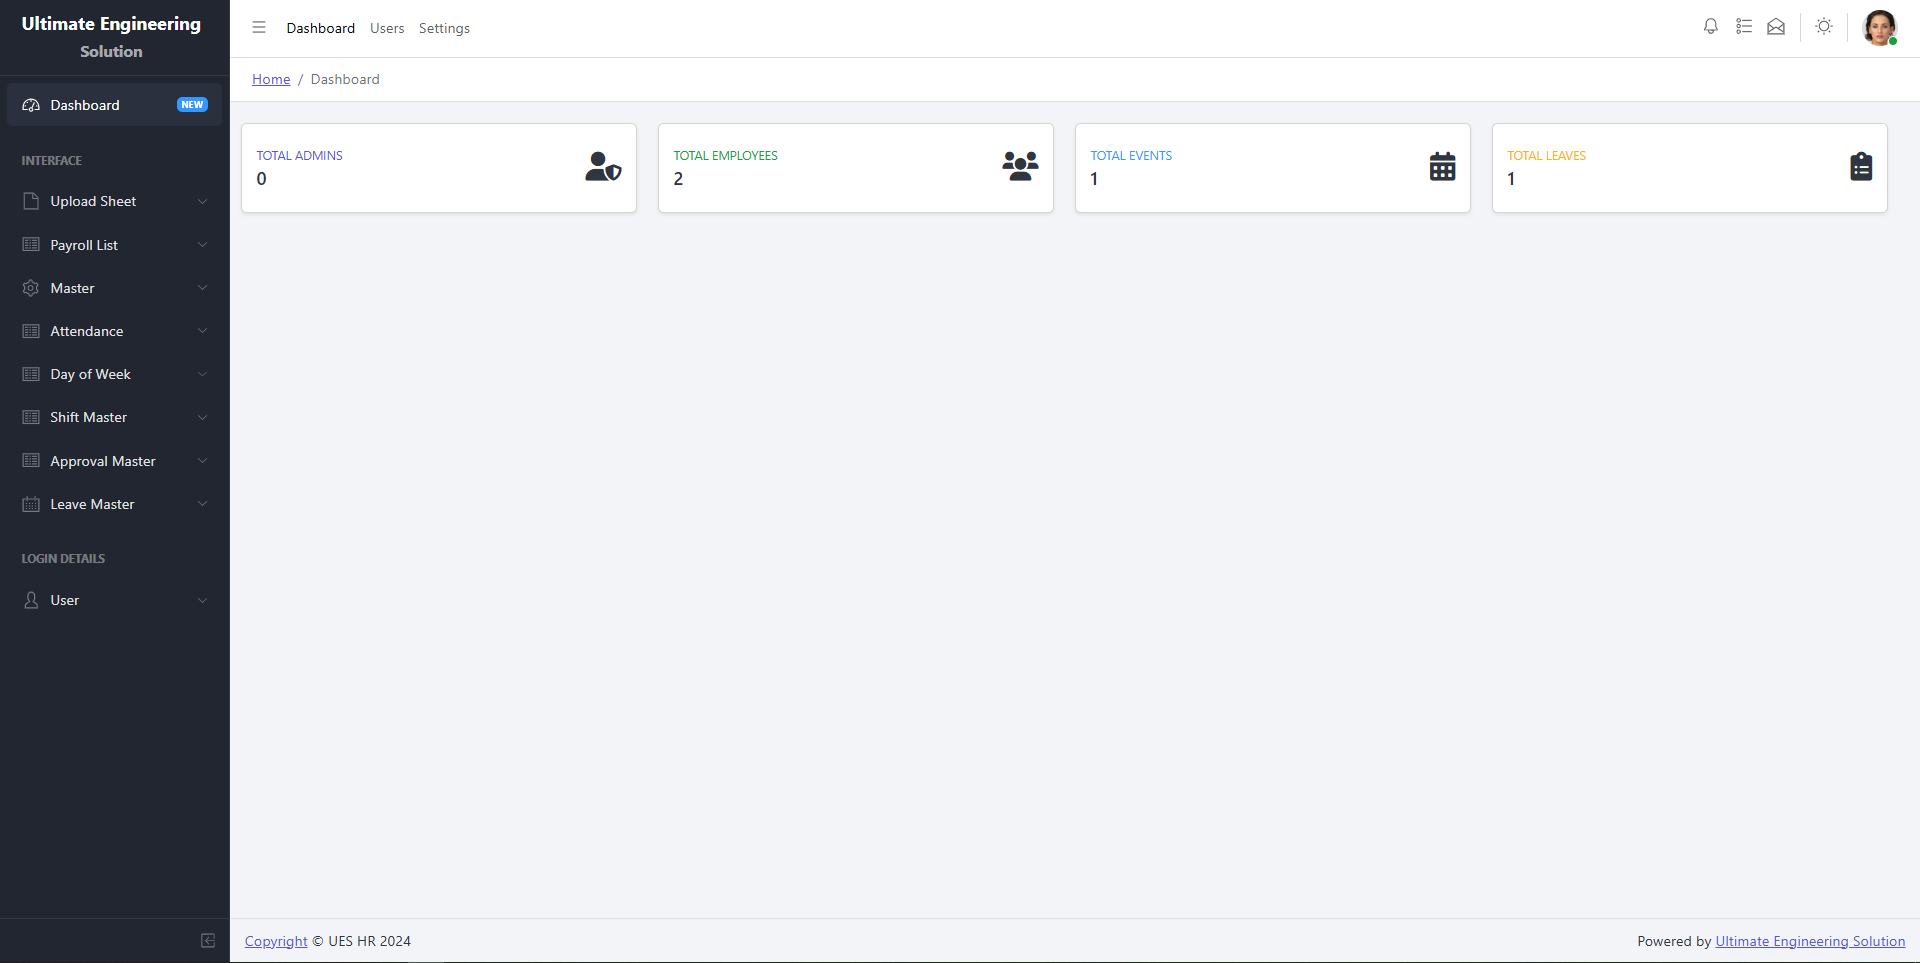 Ultimate Engineering
Solution
Dashboard NEW
INTERFACE
Upload Sheet
Payroll List
Master
Attendance
Day of Week
Shift Master
Approval Master
Leave Master
LOGIN DETAILS
User
Dashboard Users Settings
Home / Dashboard
TOTAL ADMINS
0
TOTAL EMPLOYEES
2
TOTAL EVENTS
1
TOTAL LEAVES
1
Copyright © UES HR 2024
Powered by Ultimate Engineering Solution